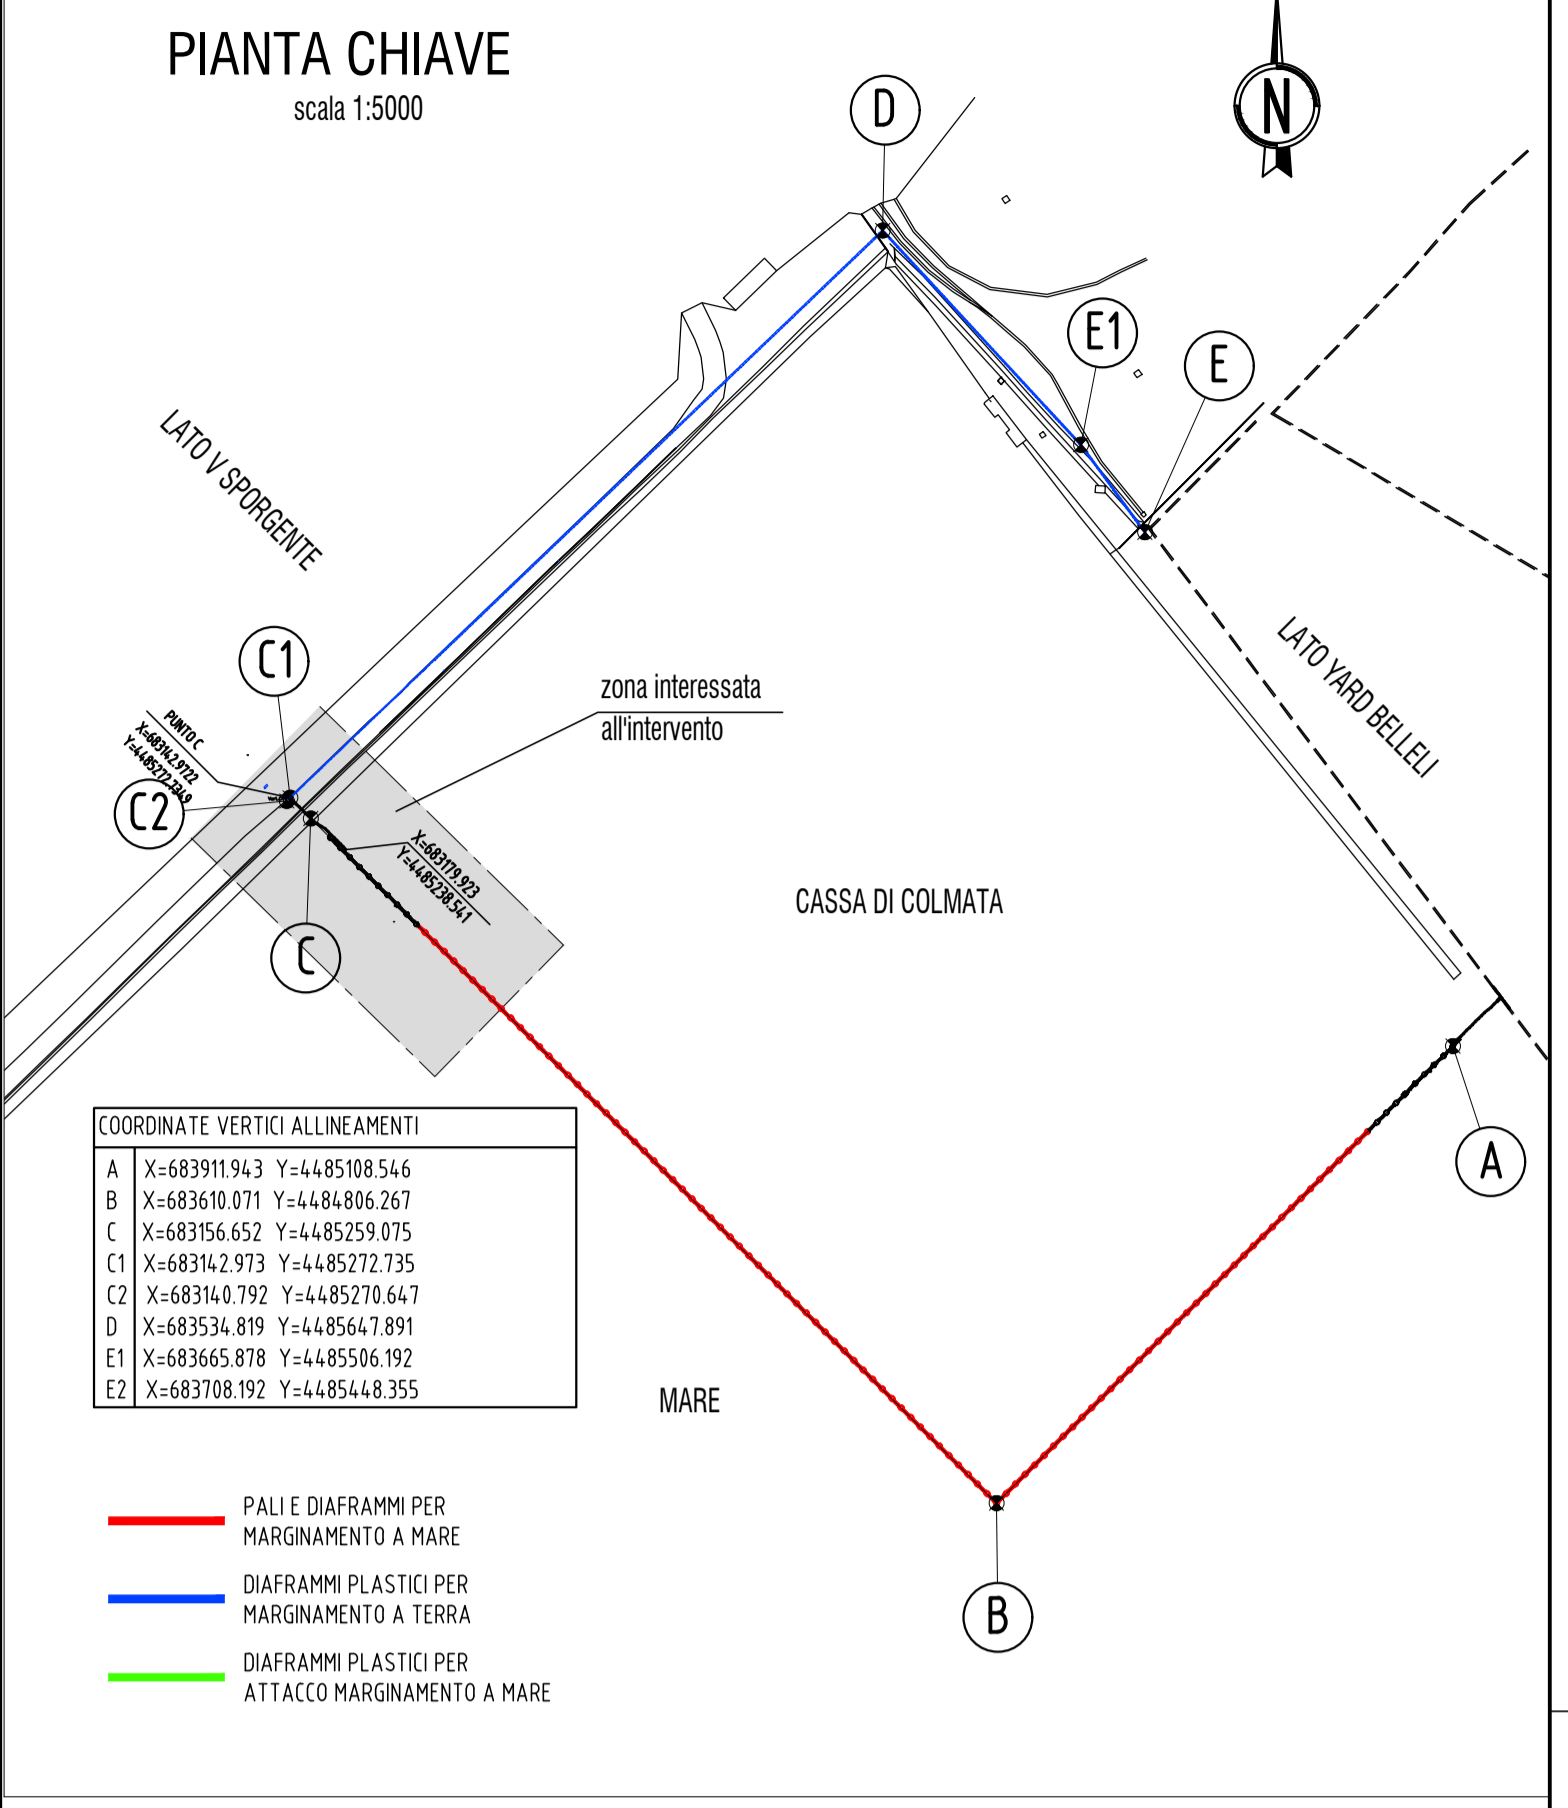 PIANTA CHIAVE
scala 1:5000
N
D
E1
E
LATO V SPORGENTE
C1
zona interessata
all'intervento
LATO YARD BELLELI
PUNTO C
X=683142.9722
Y=4485272.7349
C2
X=683179.923
Y=4485238.541
CASSA DI COLMATA
C
A
COORDINATE VERTICI ALLINEAMENTI
A X=683911.943 Y=4485108.546
B X=683610.071 Y=4484806.267
C X=683156.652 Y=4485259.075
C1 X=683142.973 Y=4485272.735
C2 X=683140.792 Y=4485270.647
D X=683534.819 Y=4485647.891
E1 X=683665.878 Y=4485506.192
E2 X=683708.192 Y=4485448.355
MARE
B
PALI E DIAFRAMMI PER
MARGINAMENTO A MARE
DIAFRAMMI PLASTICI PER
MARGINAMENTO A TERRA
DIAFRAMMI PLASTICI PER
ATTACCO MARGINAMENTO A MARE